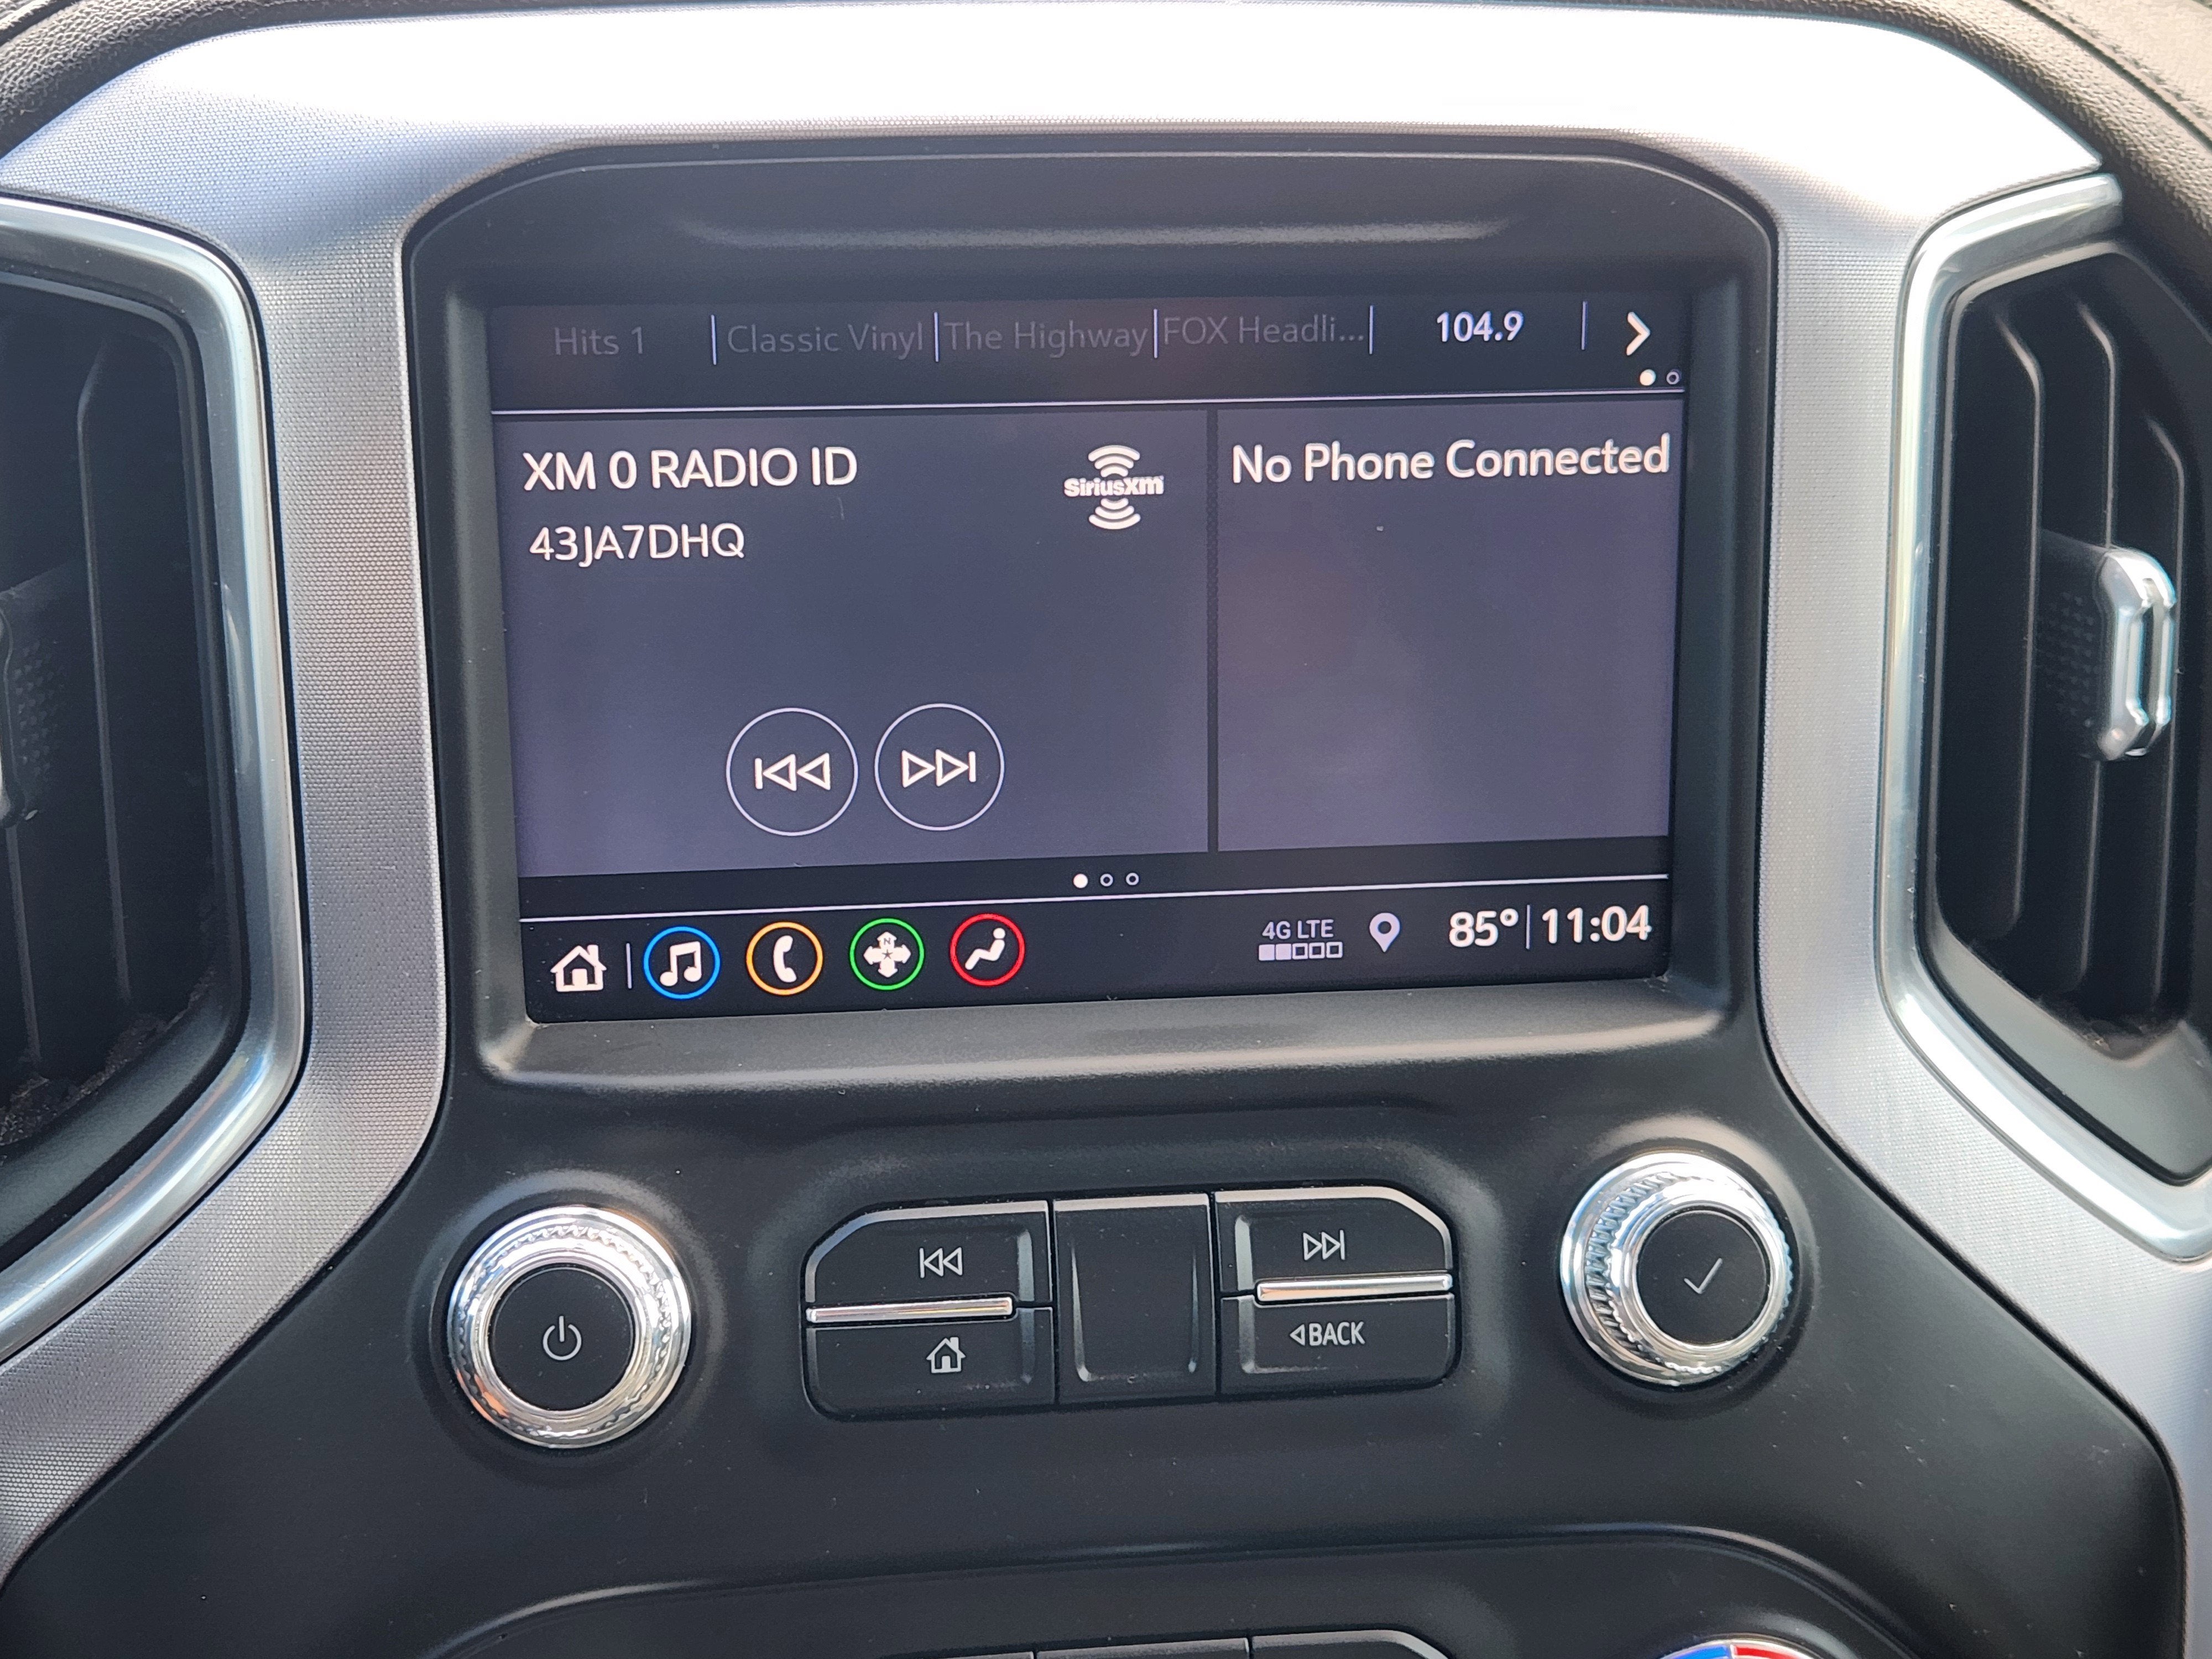 Hits 1 | Classic Vinyl | The Highway | FOX Headli... | 104.9
XM 0 RADIO ID
43JA7DHQ
SiriusXM
No Phone Connected
N
4G LTE
85° | 11:04
BACK